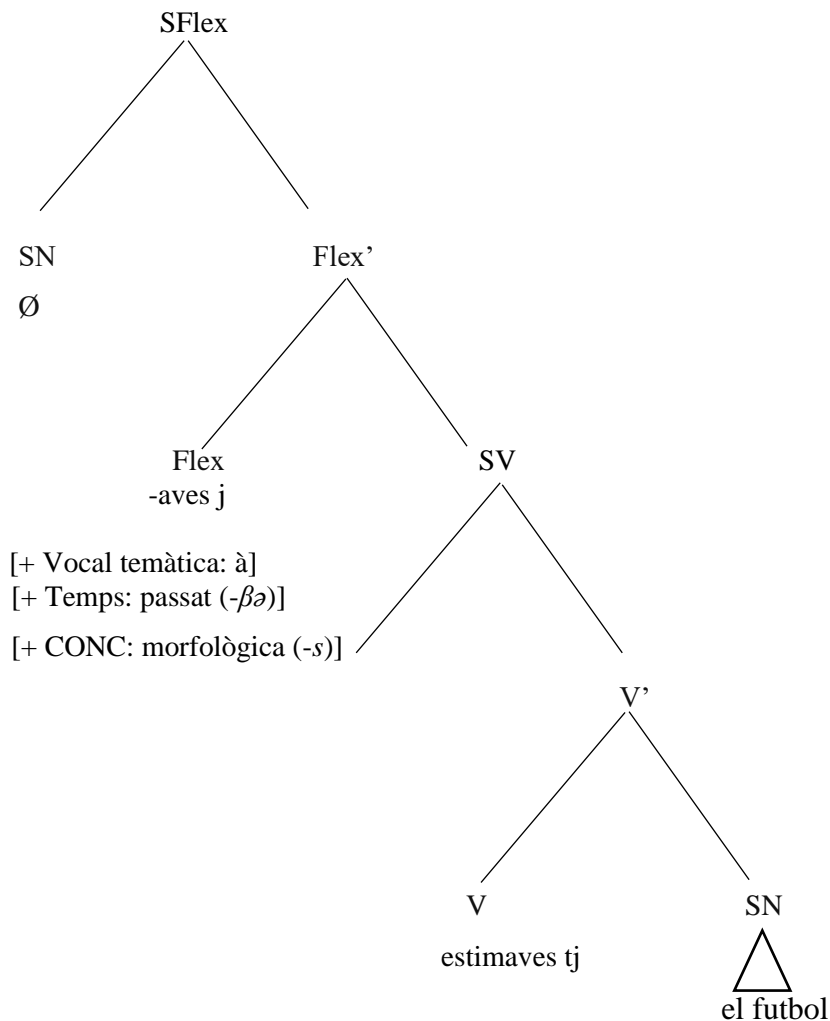 SFlex
SN Flex’
Ø
Flex SV
-aves j
[+ Vocal temàtica: à]
[+ Temps: passat (-βə)]
[+ CONC: morfològica (-s)]
V’
V SN
estimaves tj
el futbol